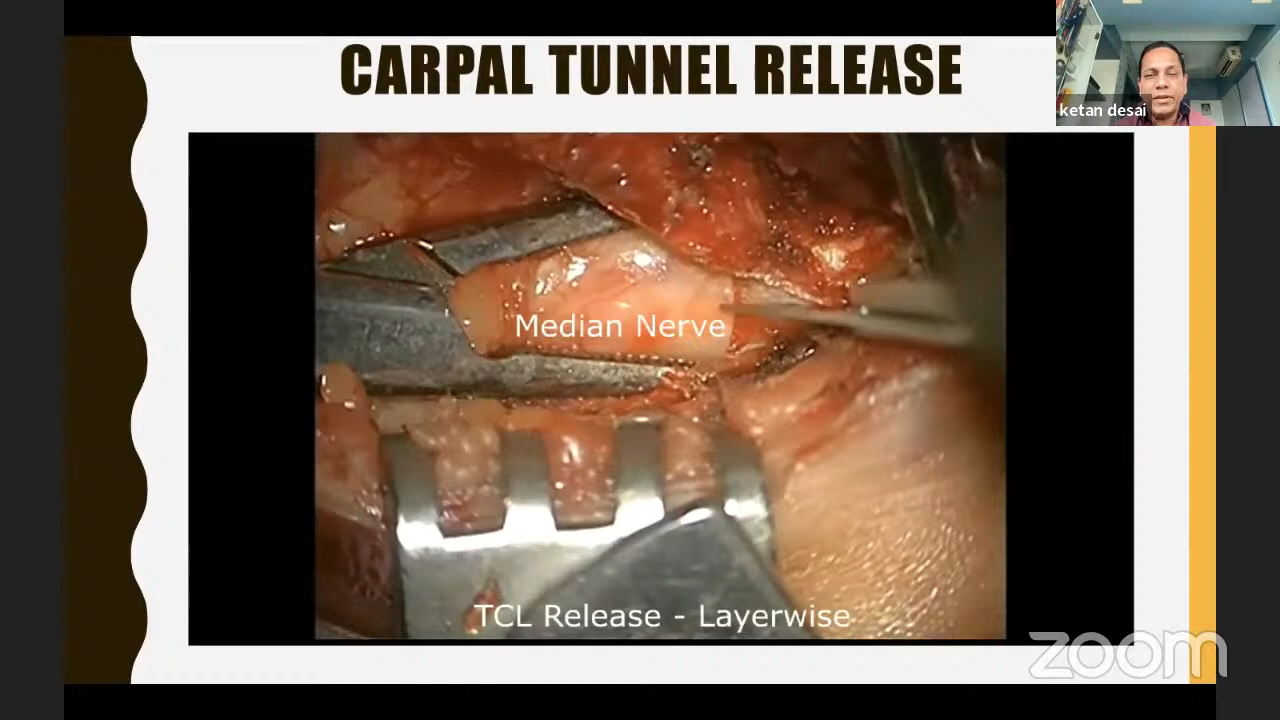 CARPAL TUNNEL RELEASE
ketan desai
Median Nerve
TCL Release - Layerwise
zoom